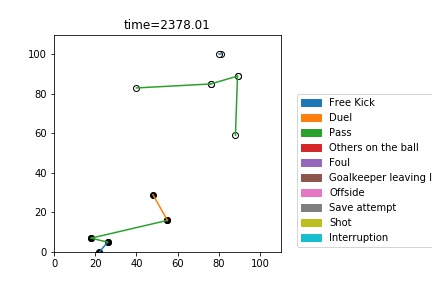 time=2378.01
100
80
60
40
20
0
0 20 40 60 80 100
Free Kick
Duel
Pass
Others on the ball
Foul
Goalkeeper leaving l
Offside
Save attempt
Shot
Interruption